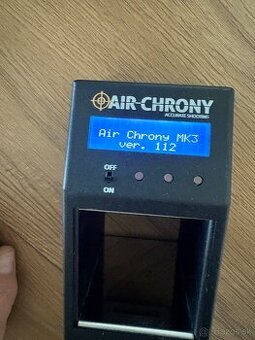 AIR CHRONY
ACCURATE SHOOTING
Air Chrony MK3
ver. 112
OFF
ON